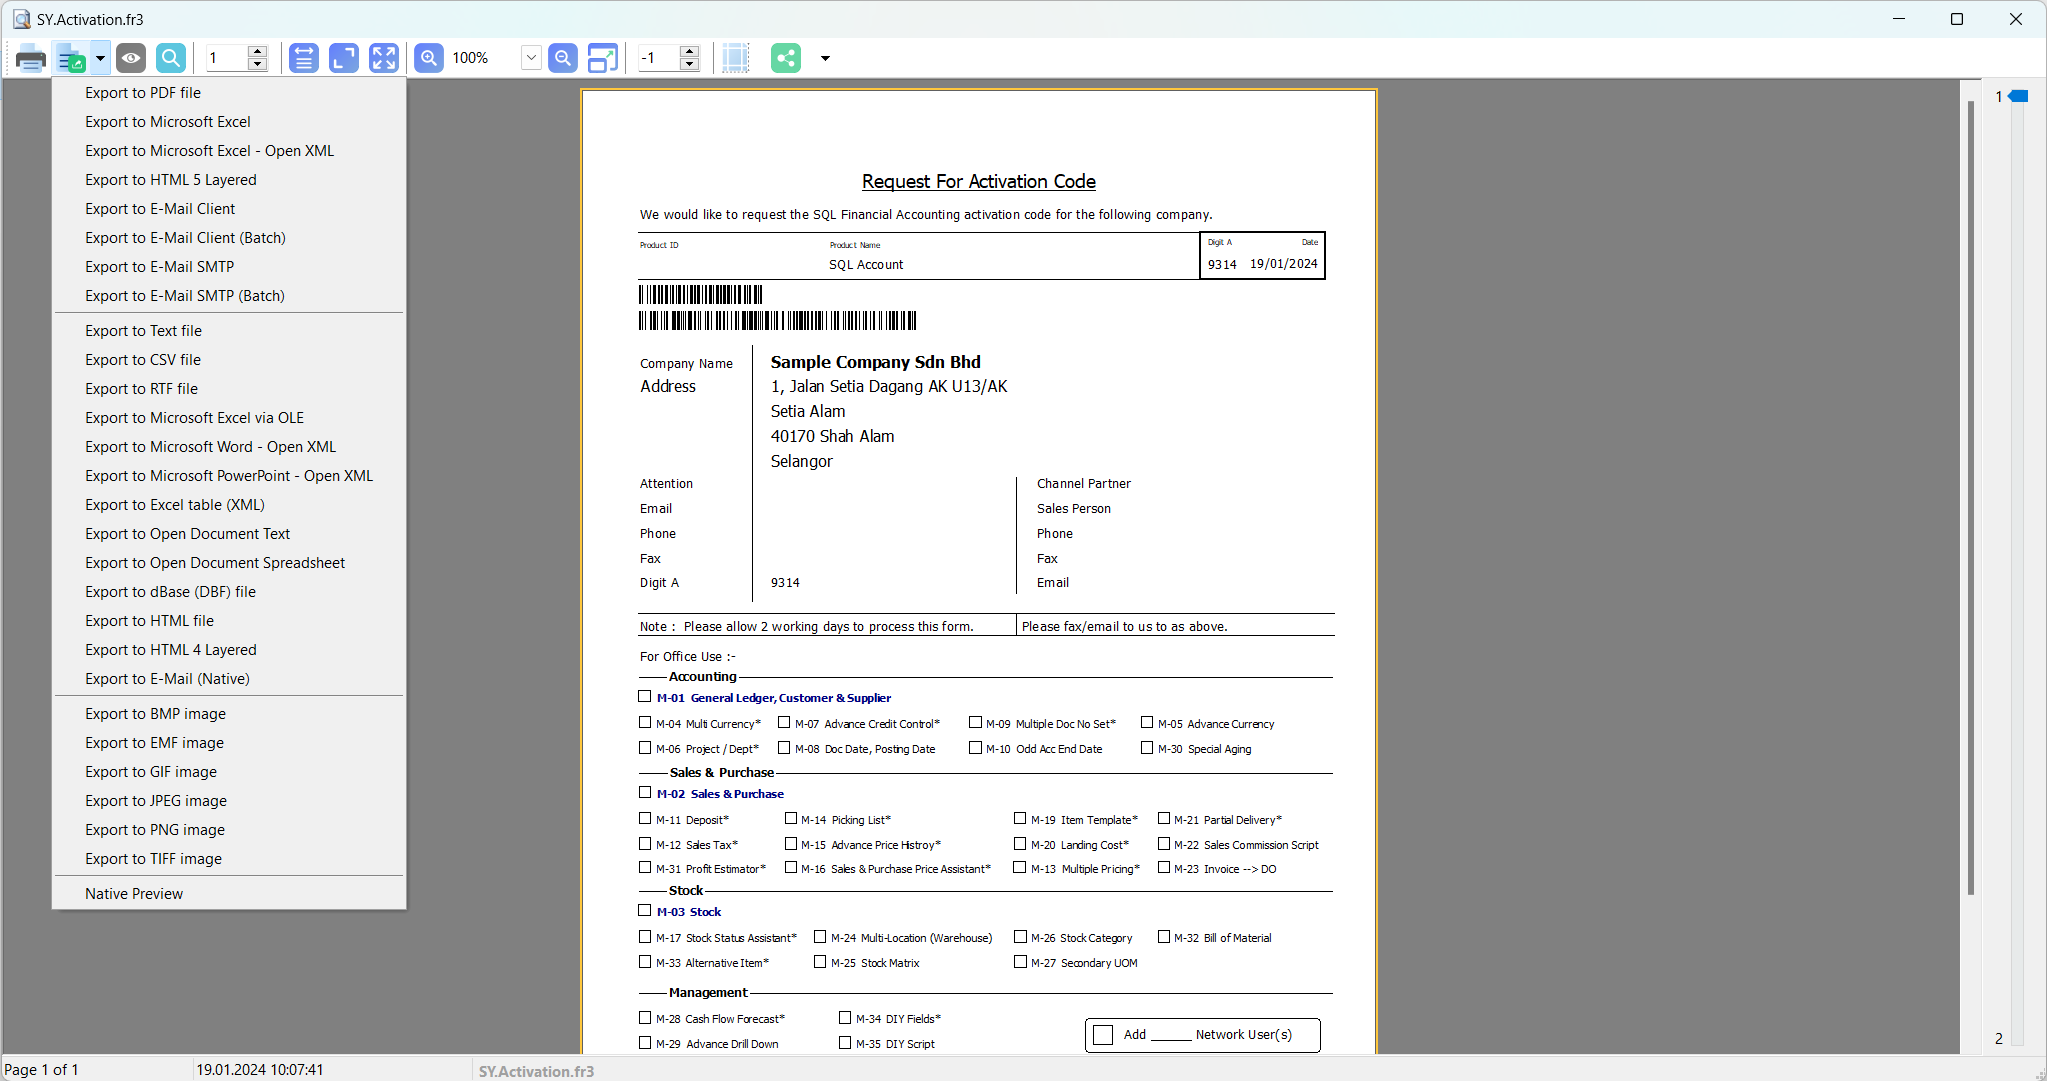 SY.Activation.fr3
1
100%
-1
Export to PDF file
Export to Microsoft Excel
Export to Microsoft Excel - Open XML
Export to HTML 5 Layered
Export to E-Mail Client
Export to E-Mail Client (Batch)
Export to E-Mail SMTP
Export to E-Mail SMTP (Batch)
Export to Text file
Export to CSV file
Export to RTF file
Export to Microsoft Excel via OLE
Export to Microsoft Word - Open XML
Export to Microsoft PowerPoint - Open XML
Export to Excel table (XML)
Export to Open Document Text
Export to Open Document Spreadsheet
Export to dBase (DBF) file
Export to HTML file
Export to HTML 4 Layered
Export to E-Mail (Native)
Export to BMP image
Export to EMF image
Export to GIF image
Export to JPEG image
Export to PNG image
Export to TIFF image
Native Preview
Request For Activation Code
We would like to request the SQL Financial Accounting activation code for the following company.
Product ID Product Name Digit A Date
SQL Account 9314 19/01/2024
Company Name Sample Company Sdn Bhd
Address 1, Jalan Setia Dagang AK U13/AK
Setia Alam
40170 Shah Alam
Selangor
Attention Channel Partner
Email Sales Person
Phone Phone
Fax Fax
Digit A 9314 Email
Note : Please allow 2 working days to process this form. Please fax/email to us to as above.
For Office Use :-
Accounting
M-01 General Ledger, Customer & Supplier
M-04 Multi Currency* M-07 Advance Credit Control* M-09 Multiple Doc No Set* M-05 Advance Currency
M-06 Project / Dept* M-08 Doc Date, Posting Date M-10 Odd Acc End Date M-30 Special Aging
Sales & Purchase
M-02 Sales & Purchase
M-11 Deposit* M-14 Picking List* M-19 Item Template* M-21 Partial Delivery*
M-12 Sales Tax* M-15 Advance Price Histroy* M-20 Landing Cost* M-22 Sales Commission Script
M-31 Profit Estimator* M-16 Sales & Purchase Price Assistant* M-13 Multiple Pricing* M-23 Invoice --> DO
Stock
M-03 Stock
M-17 Stock Status Assistant* M-24 Multi-Location (Warehouse) M-26 Stock Category M-32 Bill of Material
M-33 Alternative Item* M-25 Stock Matrix M-27 Secondary UOM
Management
M-28 Cash Flow Forecast* M-34 DIY Fields*
Add ______ Network User(s)
M-29 Advance Drill Down M-35 DIY Script
1
2
Page 1 of 1 19.01.2024 10:07:41 SY.Activation.fr3